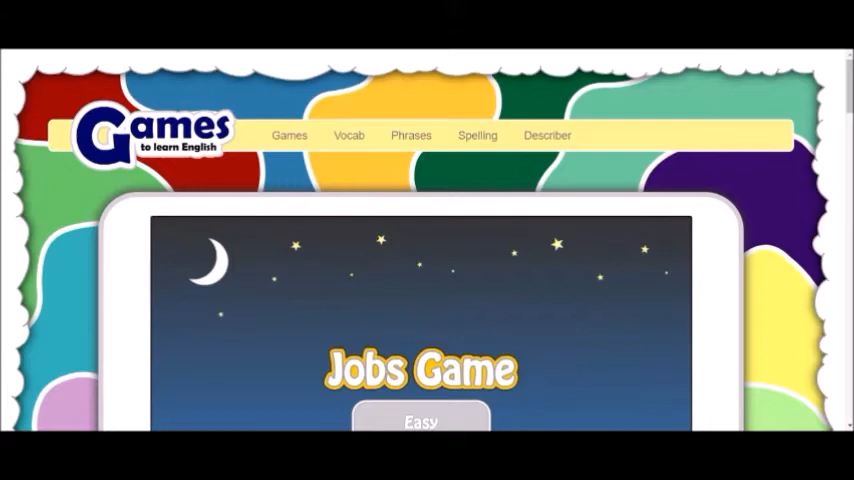 Games
to learn English
Games Vocab Phrases Spelling Describer
Jobs Game
Easy